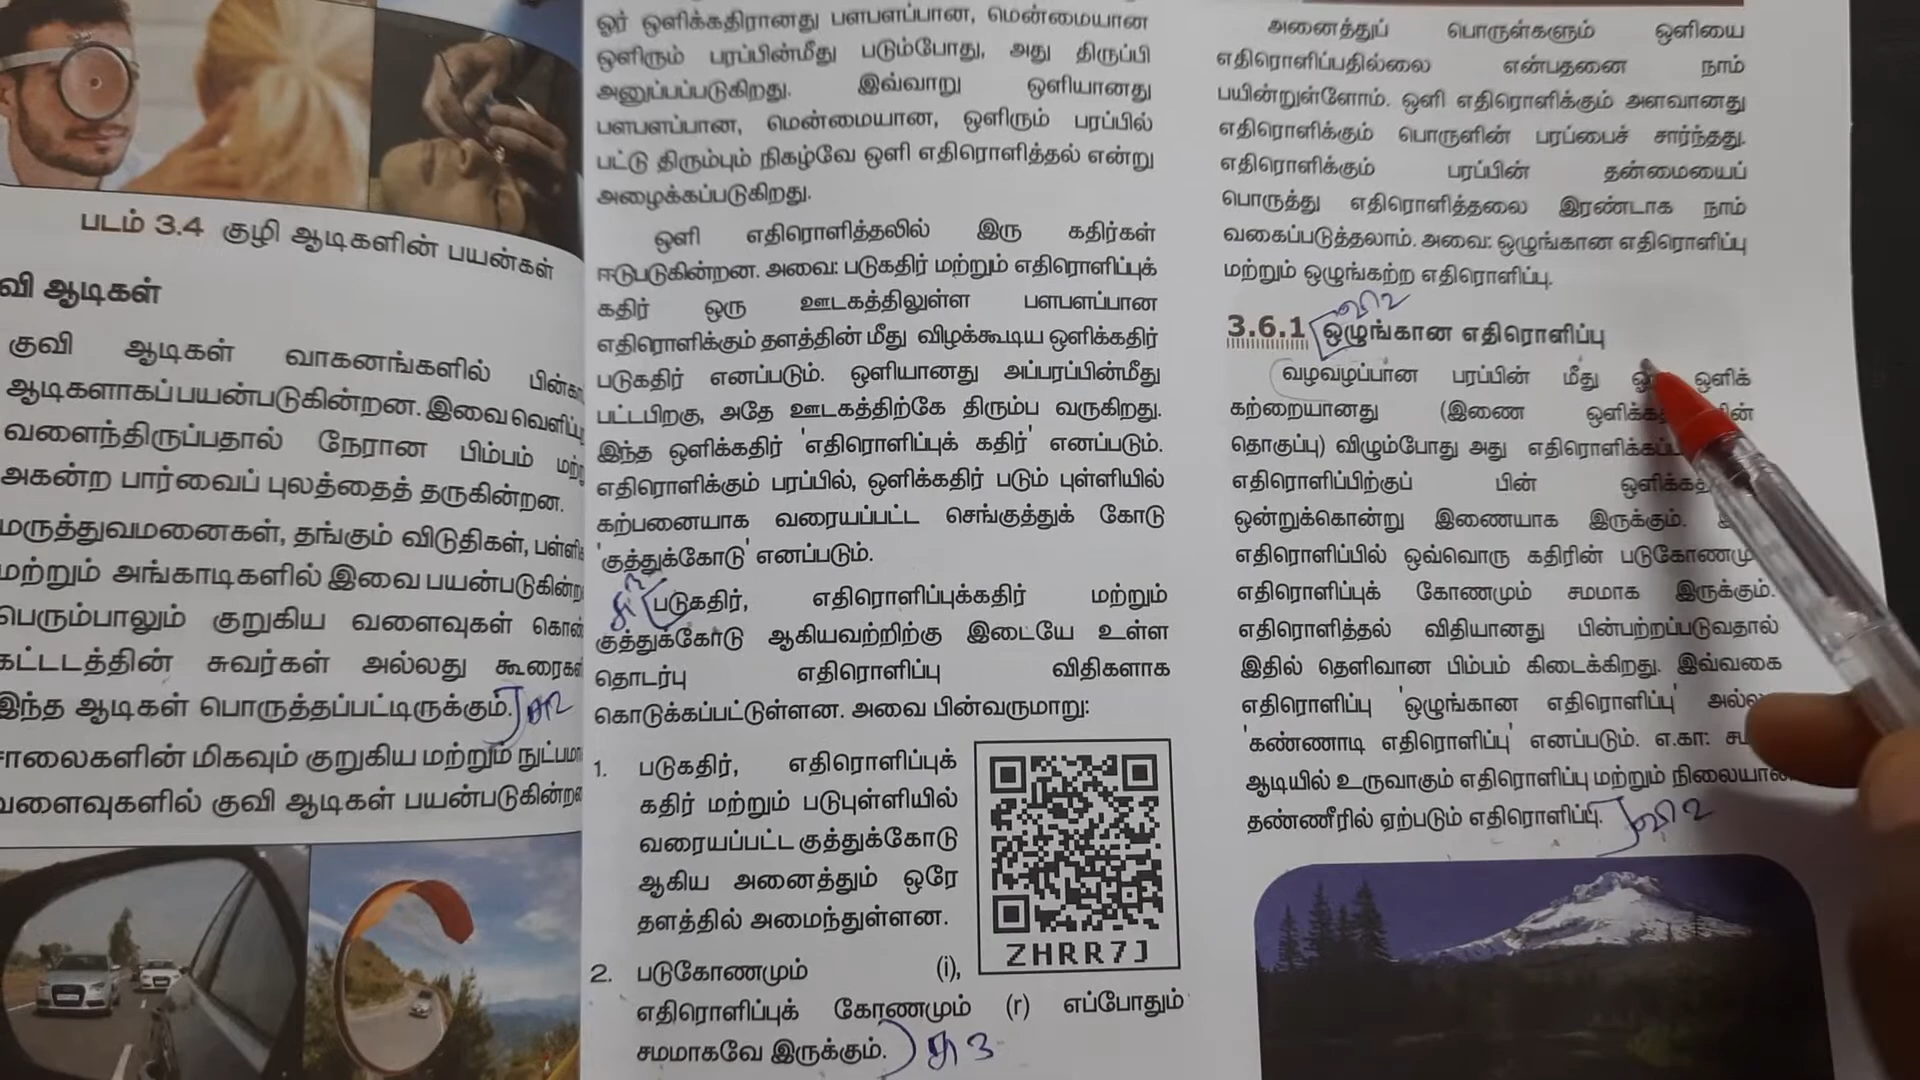 படம் 3.4 குழி ஆடிகளின் பயன்கள்
வி ஆடிகள்
குவி ஆடிகள் வாகனங்களில்
ஆடிகளாகப் பயன்படுகின்றன. இவை
வளைந்திருப்பதால் நேரான பிம்பம்
அகன்ற பார்வைப் புலத்தைத் தருகின்றன.
மருத்துவமனைகள், தங்கும் விடுதிகள்,
மற்றும் அங்காடிகளில் இவை
பெரும்பாலும் குறுகிய வளைவுகள்
கட்டடத்தின் சுவர்கள் அல்லது
இந்த ஆடிகள் பொருத்தப்பட்டிருக்கும்.
சாலைகளின் மிகவும் குறுகிய மற்றும்
வளைவுகளில் குவி ஆடிகள்
ஓர் ஒளிக்கதிரானது பளபளப்பான, மென்மையான
ஒளிரும் பரப்பின்மீது படும்போது, அது திருப்பி
அனுப்பப்படுகிறது. இவ்வாறு ஒளியானது
பளபளப்பான, மென்மையான, ஒளிரும் பரப்பில்
பட்டு திரும்பும் நிகழ்வே ஒளி எதிரொளித்தல் என்று
அழைக்கப்படுகிறது.
ஒளி எதிரொளித்தலில் இரு கதிர்கள்
ஈடுபடுகின்றன. அவை: படுகதிர் மற்றும் எதிரொளிப்புக்
கதிர் ஒரு ஊடகத்திலுள்ள பளபளப்பான
எதிரொளிக்கும் தளத்தின் மீது விழக்கூடிய ஒளிக்கதிர்
படுகதிர் எனப்படும். ஒளியானது அப்பரப்பின்மீது
பட்டபிறகு, அதே ஊடகத்திற்கே திரும்ப வருகிறது.
இந்த ஒளிக்கதிர் 'எதிரொளிப்புக் கதிர்' எனப்படும்.
எதிரொளிக்கும் பரப்பில், ஒளிக்கதிர் படும் புள்ளியில்
கற்பனையாக வரையப்பட்ட செங்குத்துக் கோடு
'குத்துக்கோடு' எனப்படும்.
படுகதிர், எதிரொளிப்புக்கதிர் மற்றும்
குத்துக்கோடு ஆகியவற்றிற்கு இடையே உள்ள
தொடர்பு எதிரொளிப்பு விதிகளாக
கொடுக்கப்பட்டுள்ளன. அவை பின்வருமாறு:
1. படுகதிர், எதிரொளிப்புக்
கதிர் மற்றும் படுபுள்ளியில்
வரையப்பட்ட குத்துக்கோடு
ஆகிய அனைத்தும் ஒரே
தளத்தில் அமைந்துள்ளன.
ZHRR7J
2. படுகோணமும் (i),
எதிரொளிப்புக் கோணமும் (r) எப்போதும்
சமமாகவே இருக்கும்.
அனைத்துப் பொருள்களும் ஒளியை
எதிரொளிப்பதில்லை என்பதனை நாம்
பயின்றுள்ளோம். ஒளி எதிரொளிக்கும் அளவானது
எதிரொளிக்கும் பொருளின் பரப்பைச் சார்ந்தது.
எதிரொளிக்கும் பரப்பின் தன்மையைப்
பொருத்து எதிரொளித்தலை இரண்டாக நாம்
வகைப்படுத்தலாம். அவை: ஒழுங்கான எதிரொளிப்பு
மற்றும் ஒழுங்கற்ற எதிரொளிப்பு.
3.6.1 ஒழுங்கான எதிரொளிப்பு
வழவழப்பான பரப்பின் மீது ஒளிக்
கற்றையானது (இணை
தொகுப்பு) விழும்போது அது
எதிரொளிப்பிற்குப் பின்
ஒன்றுக்கொன்று இணையாக இருக்கும்.
எதிரொளிப்பில் ஒவ்வொரு கதிரின் படுகோணமும்
எதிரொளிப்புக் கோணமும் சமமாக இருக்கும்.
எதிரொளித்தல் விதியானது பின்பற்றப்படுவதால்
இதில் தெளிவான பிம்பம் கிடைக்கிறது. இவ்வகை
எதிரொளிப்பு 'ஒழுங்கான எதிரொளிப்பு'
'கண்ணாடி எதிரொளிப்பு' எனப்படும். எ.கா:
ஆடியில் உருவாகும் எதிரொளிப்பு மற்றும்
தண்ணீரில் ஏற்படும் எதிரொளிப்பு.